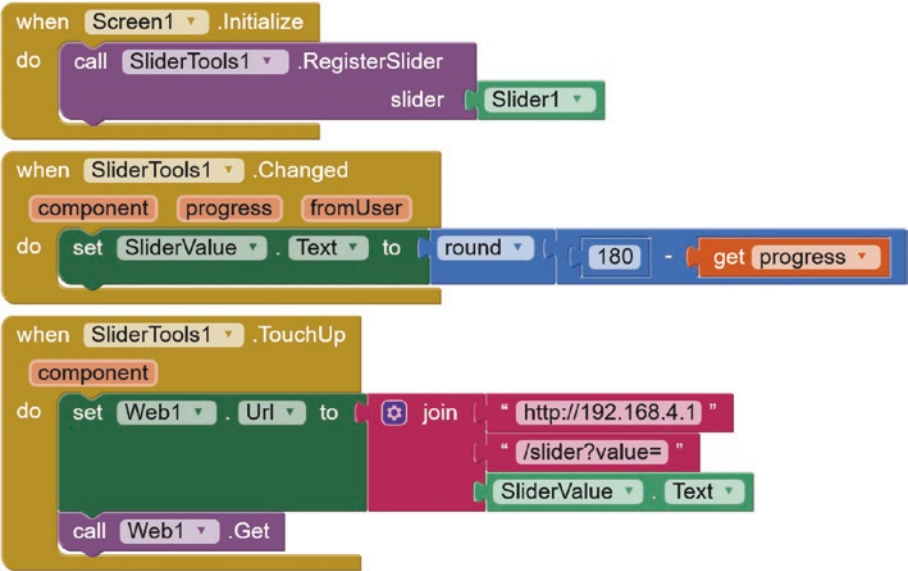 when Screen1 .Initialize
do call SliderTools1 .RegisterSlider
slider Slider1
when SliderTools1 .Changed
component progress fromUser
do set SliderValue . Text to round 180 - get progress
when SliderTools1 .TouchUp
component
do set Web1 . Url to join “ http://192.168.4.1 ”
“ /slider?value= ”
SliderValue . Text
call Web1 .Get